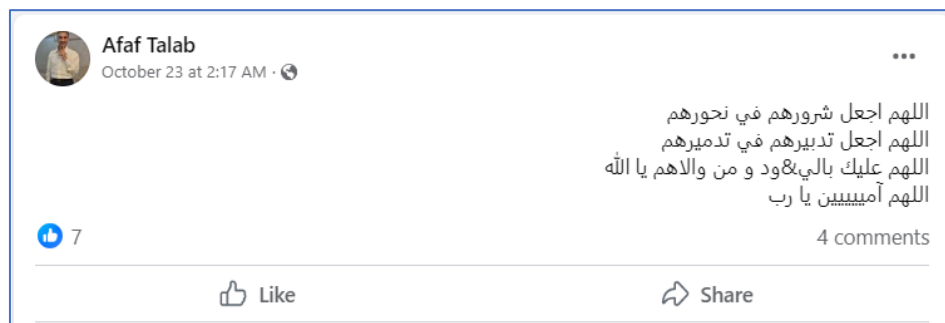 Afaf Talab
October 23 at 2:17 AM ·
اللهم اجعل شرورهم في نحورهم
اللهم اجعل تدبيرهم في تدميرهم
اللهم عليك بالي&ود و من والاهم يا الله
اللهم آمييييين يا رب
7 4 comments
Like Share